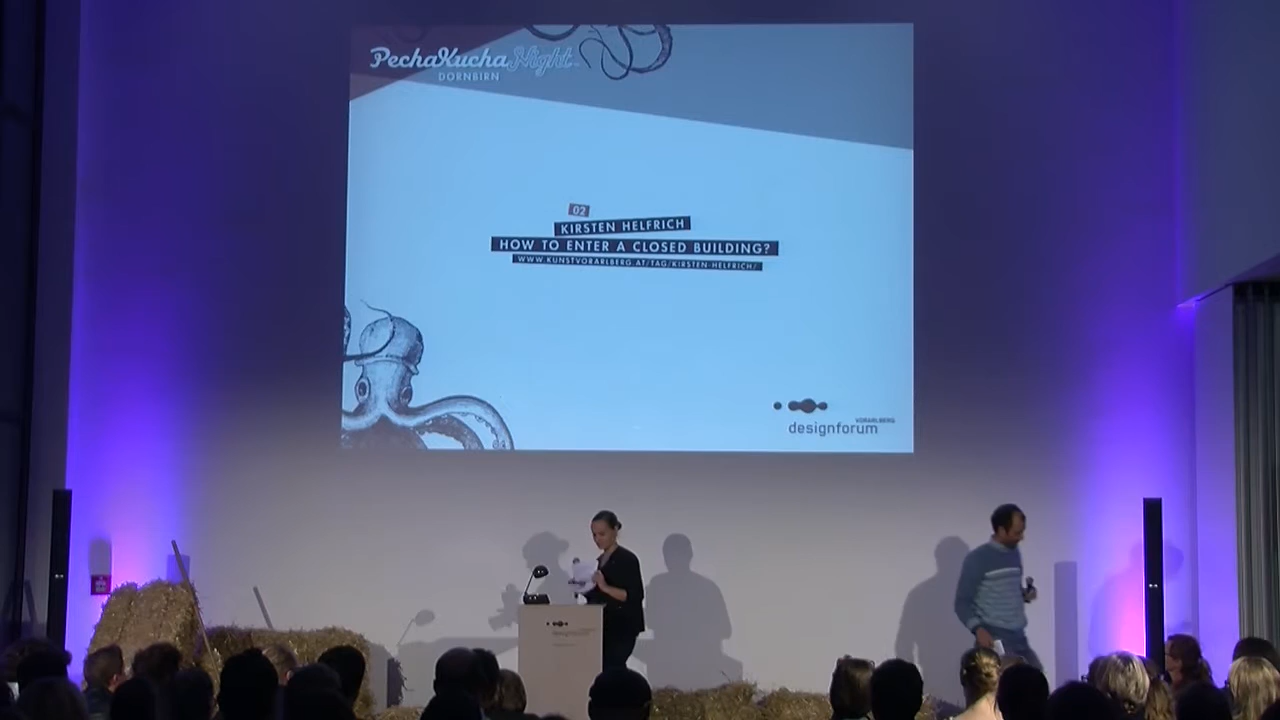 PechaKucha Night
DORNBIRN
02
KIRSTEN HELFRICH
HOW TO ENTER A CLOSED BUILDING?
WWW.KUNSTVORARLBERG.AT/TAG/KIRSTEN-HELFRICH/
VORARLBERG
designforum
designforum